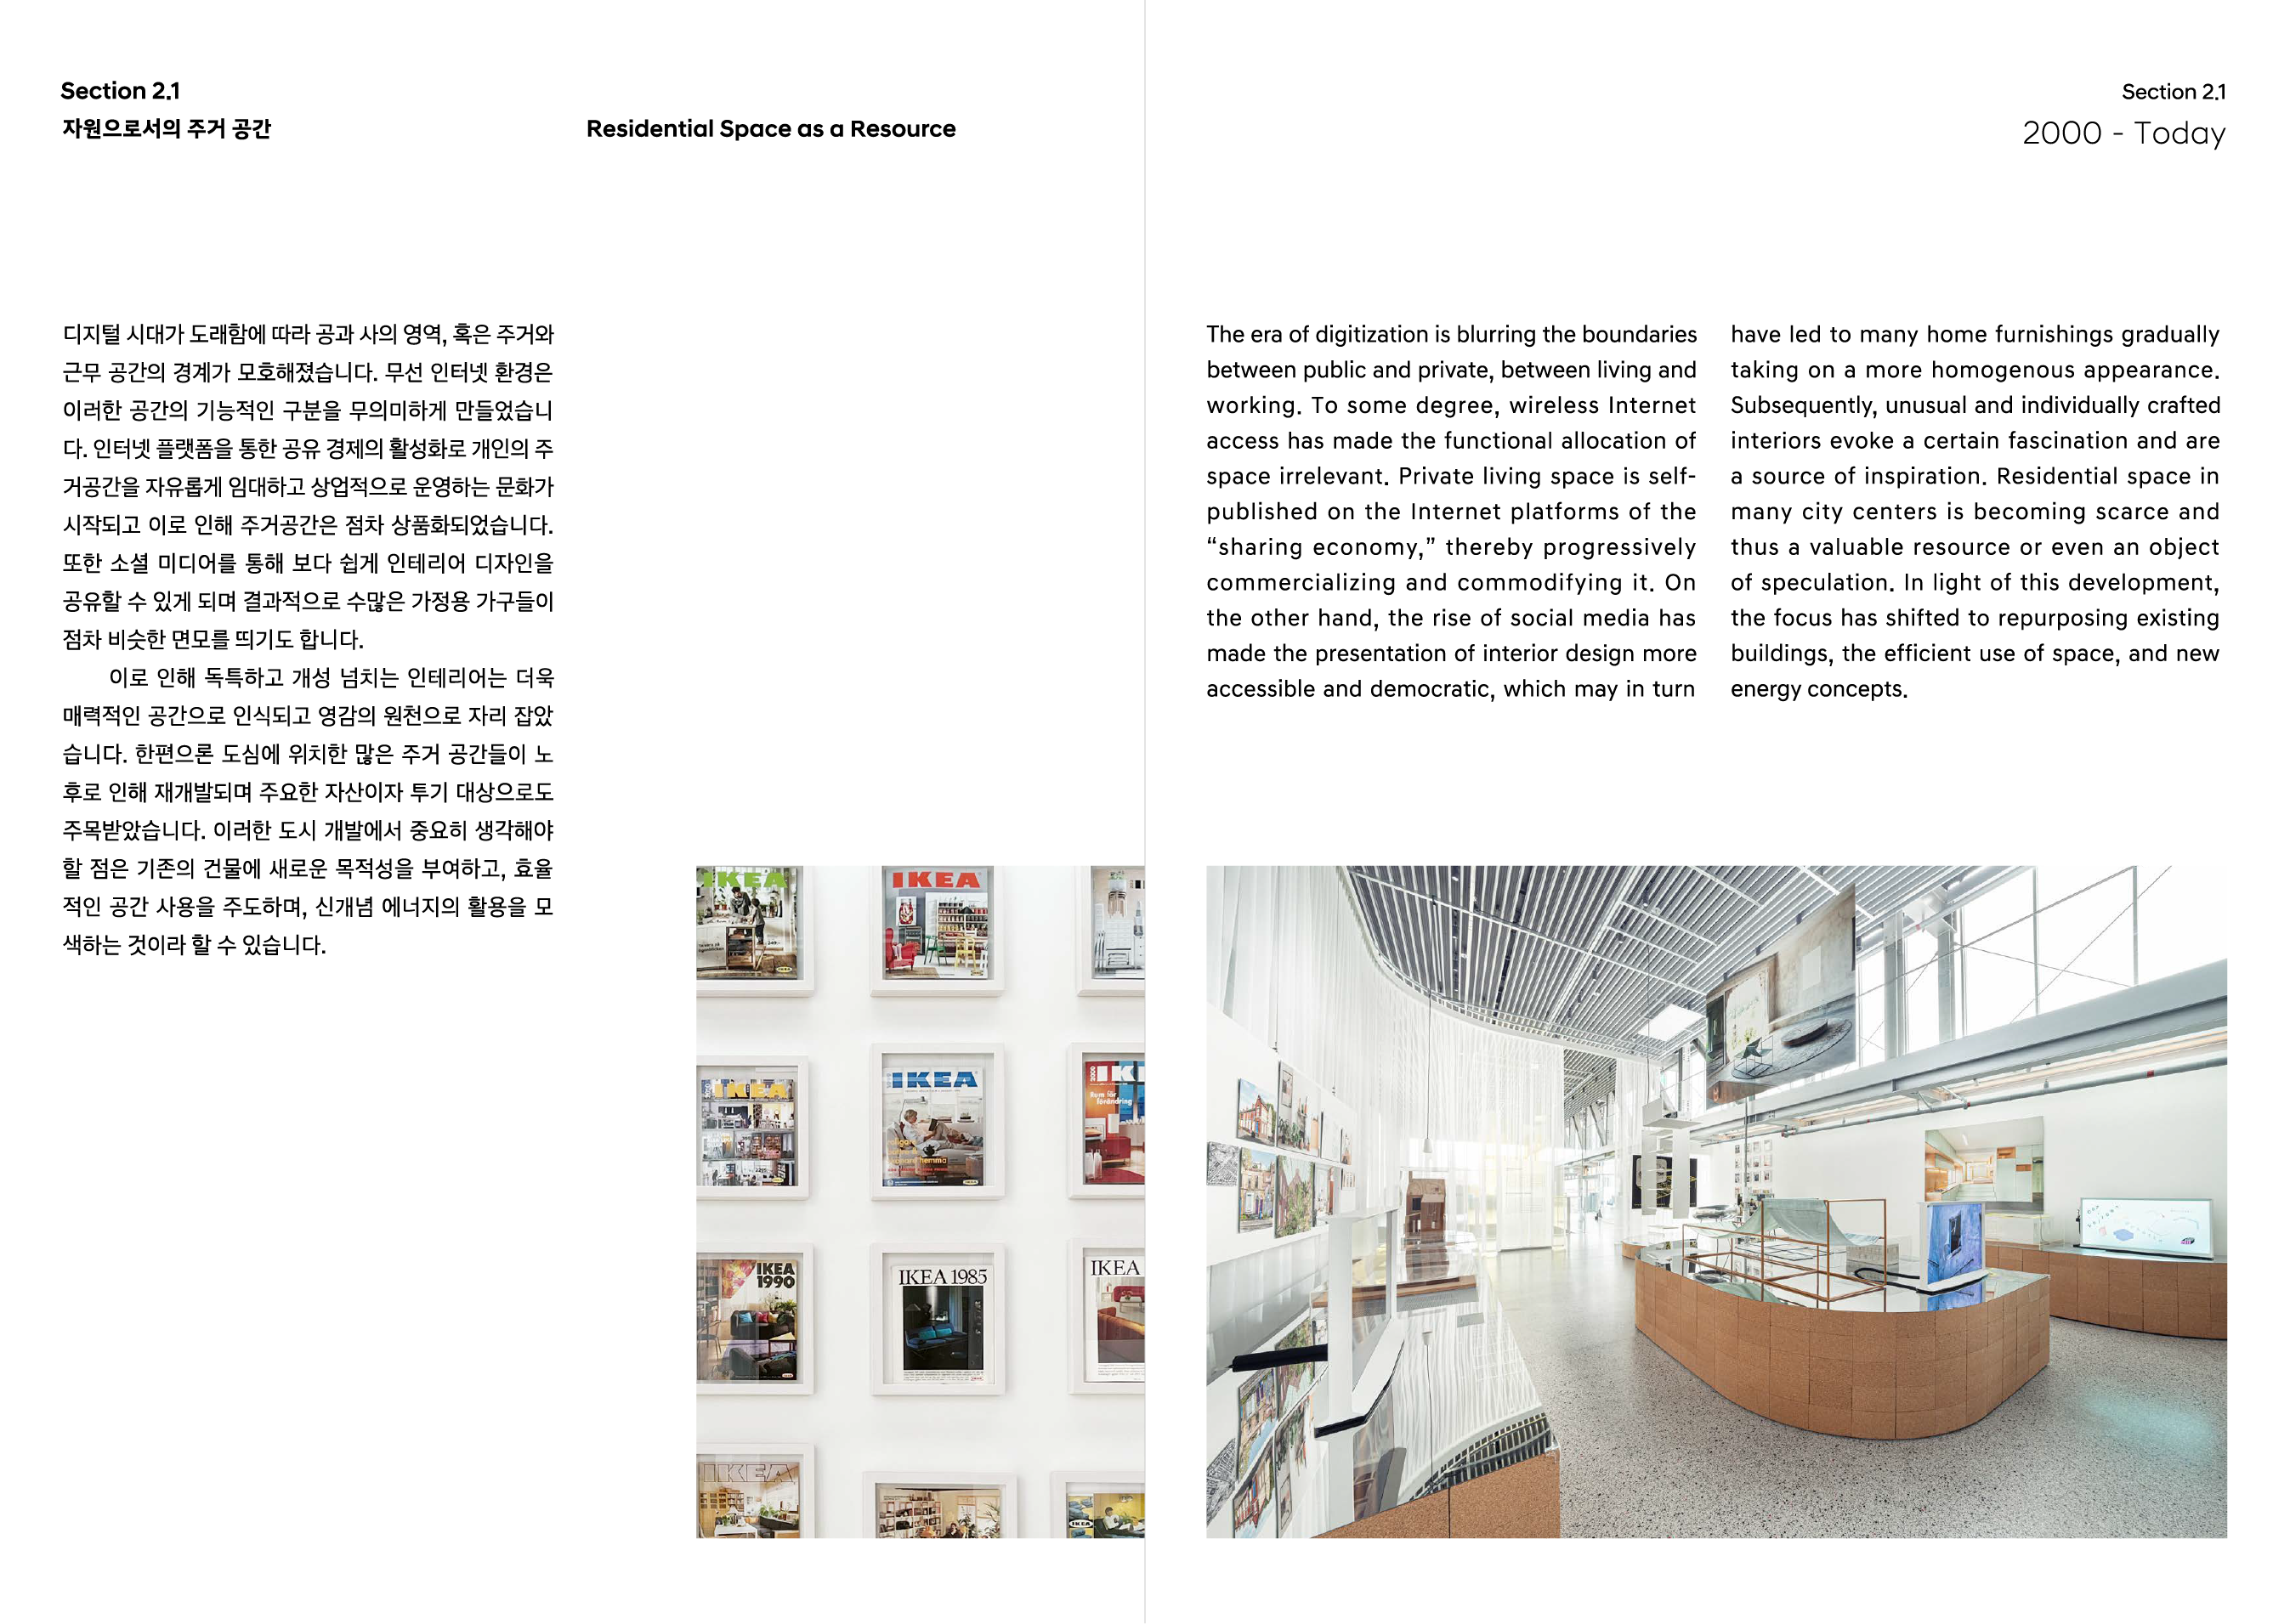 Section 2.1
자원으로서의 주거 공간
Residential Space as a Resource
디지털 시대가 도래함에 따라 공과 사의 영역, 혹은 주거와
근무 공간의 경계가 모호해졌습니다. 무선 인터넷 환경은
이러한 공간의 기능적인 구분을 무의미하게 만들었습니
다. 인터넷 플랫폼을 통한 공유 경제의 활성화로 개인의 주
거공간을 자유롭게 임대하고 상업적으로 운영하는 문화가
시작되고 이로 인해 주거공간은 점차 상품화되었습니다.
또한 소셜 미디어를 통해 보다 쉽게 인테리어 디자인을
공유할 수 있게 되며 결과적으로 수많은 가정용 가구들이
점차 비슷한 면모를 띄기도 합니다.
이로 인해 독특하고 개성 넘치는 인테리어는 더욱
매력적인 공간으로 인식되고 영감의 원천으로 자리 잡았
습니다. 한편으론 도심에 위치한 많은 주거 공간들이 노
후로 인해 재개발되며 주요한 자산이자 투기 대상으로도
주목받았습니다. 이러한 도시 개발에서 중요히 생각해야
할 점은 기존의 건물에 새로운 목적성을 부여하고, 효율
적인 공간 사용을 주도하며, 신개념 에너지의 활용을 모
색하는 것이라 할 수 있습니다.
IKEA
IKEA
IKEA
IKEA
hemma
IK
Rum för
förändring
IKEA
1990
IKEA 1985
IKEA
IKEA
IKEA
Section 2.1
2000 - Today
The era of digitization is blurring the boundaries
between public and private, between living and
working. To some degree, wireless Internet
access has made the functional allocation of
space irrelevant. Private living space is self-
published on the Internet platforms of the
“sharing economy,” thereby progressively
commercializing and commodifying it. On
the other hand, the rise of social media has
made the presentation of interior design more
accessible and democratic, which may in turn
have led to many home furnishings gradually
taking on a more homogenous appearance.
Subsequently, unusual and individually crafted
interiors evoke a certain fascination and are
a source of inspiration. Residential space in
many city centers is becoming scarce and
thus a valuable resource or even an object
of speculation. In light of this development,
the focus has shifted to repurposing existing
buildings, the efficient use of space, and new
energy concepts.